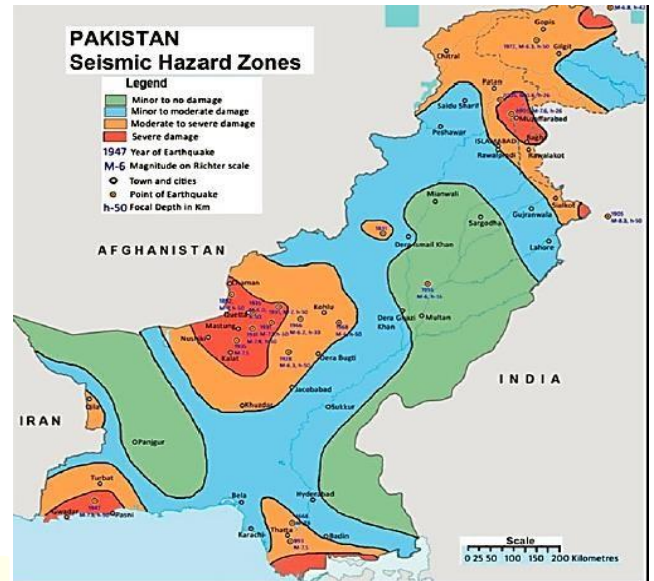 PAKISTAN
Seismic Hazard Zones
Legend
Minor to no damage
Minor to moderate damage
Moderate to severe damage
Severe damage
1947 Year of Earthquake
M-6 Magnitude on Richter scale
Town and cities
Point of Earthquake
h-50 Focal Depth in Km
Gopis
Gilgit
Chitral
Patan
Saidu Sharif
Muzaffarabad
Peshawar
ISLAMABAD
Bagh
Rawalpindi
Rawalakot
Mianwali
Sialkot
Gujranwala
Sargodha
Lahore
1905
AFGHANISTAN
Dera Ismail Khan
Chaman
Quetta
Kohlu
Mastung
Nushki
Kalat
Dera Ghazi
Khan
Multan
Dera Bugti
INDIA
Jacobabad
Khuzdar
Sukkur
IRAN
Panjgur
Turbat
1947
Gwadar
Pasni
Bela
Hyderabad
Karachi
Thatta
Badin
Scale
0 25 50 100 150 200 Kilometres